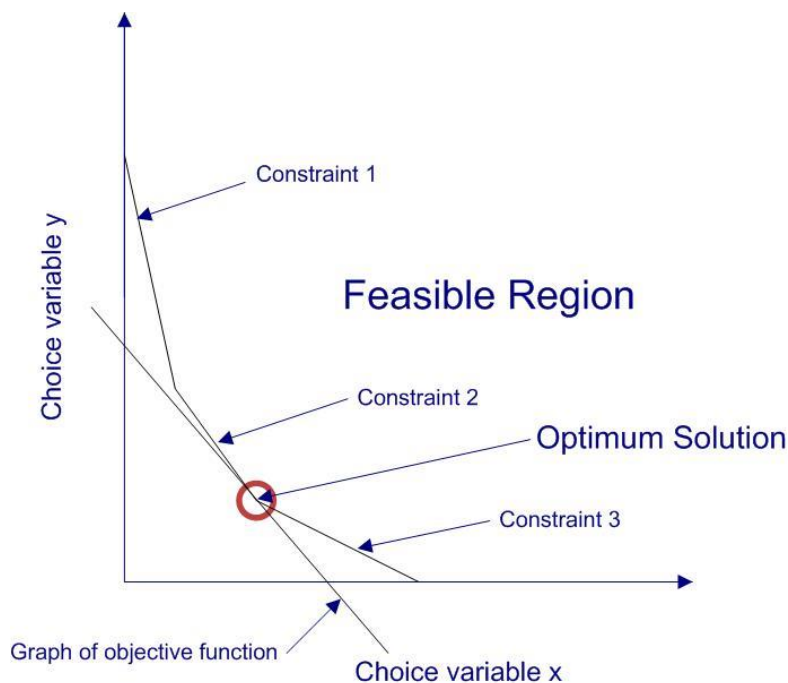 Constraint 1
Choice variable y
Feasible Region
Constraint 2
Optimum Solution
Constraint 3
Graph of objective function
Choice variable x